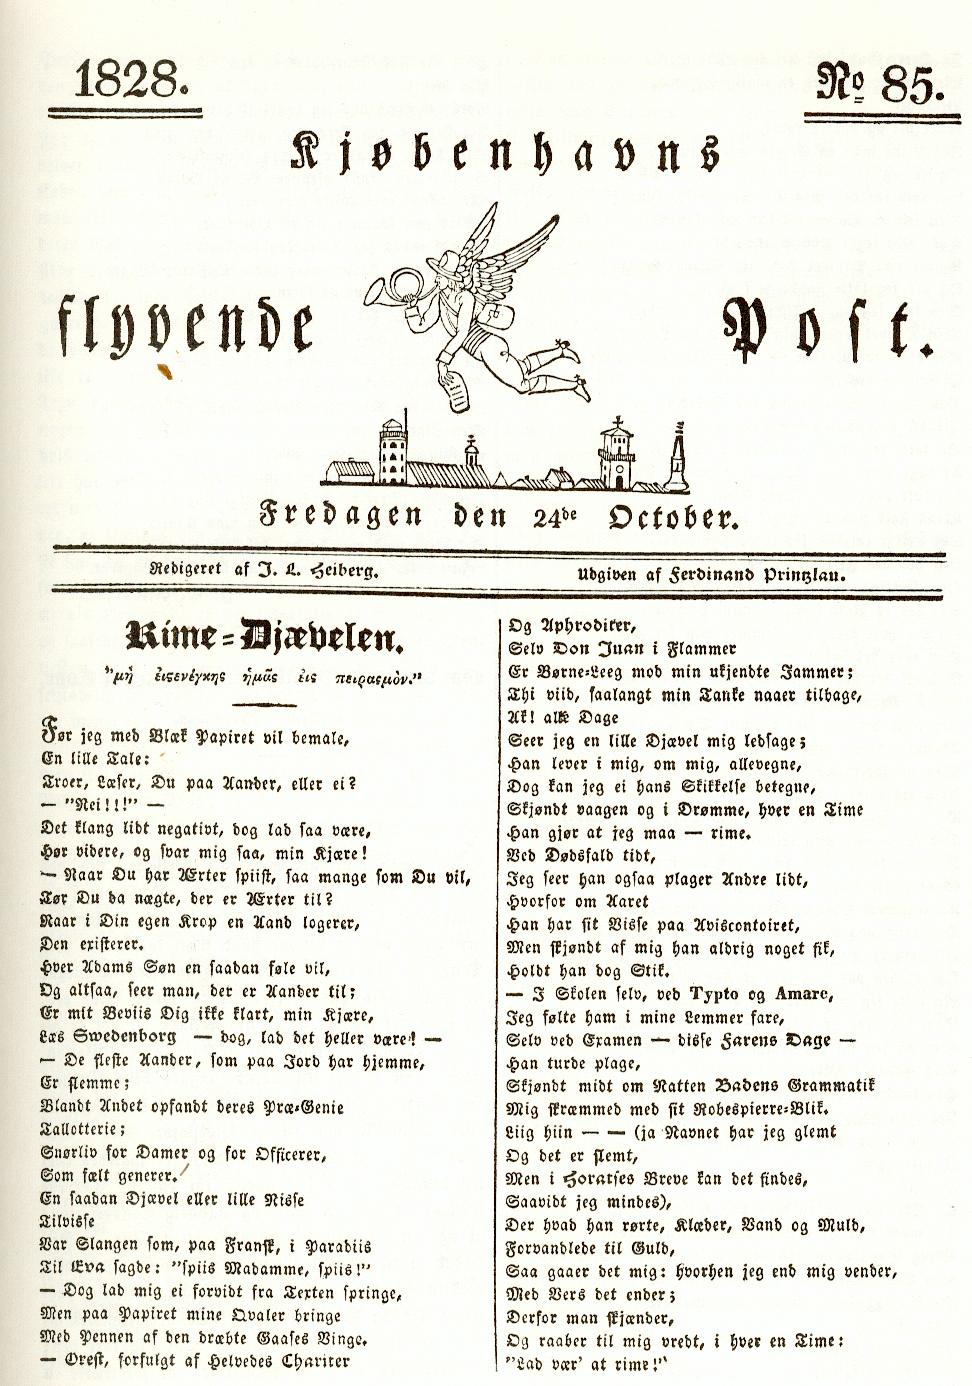 1828.
No 85.
Kjøbenhavns
flyvende Post.
Fredagen den 24de October.
Redigeret af J. L. Heiberg.
Udgiven af Ferdinand Printzlau.
Rime-Djævelen.
"μὴ εἰςενέγκης ἡμᾶς εἰς πειρασμὸν."
Før jeg med Blæk Papiret vil bemale,
En lille Tale:
Troer, Læser, Du paa Aander, eller ei?
— "Nei!!!" —
Det klang lidt negativt, dog lad saa være,
Hør videre, og svar mig saa, min Kjære!
— Naar Du har Ærter spiist, saa mange som Du vil,
Tør Du da nægte, der er Ærter til?
Naar i Din egen Krop en Aand logerer,
Den existerer.
Hver Adams Søn en saadan føle vil,
Og altsaa, seer man, der er Aander til;
Er mit Beviis Dig ikke klart, min Kjære,
Læs Swedenborg — dog, lad det heller være! —
— De fleste Aander, som paa Jord har hjemme,
Er slemme;
Blandt Andet opfandt deres Præ-Genie
Tallotterie;
Snørliv for Damer og for Officerer,
Som fælt generer.
En saadan Djævel eller lille Nisse
Tilvisse
Var Slangen som, paa Fransk, i Paradiis
Til Eva sagde: "spiis Madamme, spiis!"
— Dog lad mig ei forvidt fra Texten springe,
Men paa Papiret mine Qvaler bringe
Med Pennen af den dræbte Gaases Vinge.
— Orest, forfulgt af Helvedes Chariter
Og Aphroditer,
Selv Don Juan i Flammer
Er Børne-Leeg mod min ukjendte Jammer;
Thi viid, saalangt min Tanke naaer tilbage,
Ak! alle Dage
Seer jeg en lille Djævel mig ledsage;
Han lever i mig, om mig, allevegne,
Dog kan jeg ei hans Skikkelse betegne,
Skjøndt vaagen og i Drømme, hver en Time
Han gjør at jeg maa — rime.
Ved Dødsfald tidt,
Jeg seer han ogsaa plager Andre lidt,
Hvorfor om Aaret
Han har sit Visse paa Aviscontoiret,
Men skjøndt af mig han aldrig noget fik,
Holdt han dog Stik.
— I Skolen selv, ved Typto og Amare,
Jeg følte ham i mine Lemmer fare,
Selv ved Examen — disse Farens Dage —
Han turde plage,
Skjøndt midt om Natten Badens Grammatik
Mig skræmmed med sit Robespierre-Blik.
Liig hiin — — (ja Navnet har jeg glemt
Og det er slemt,
Men i Horatses Breve kan det findes,
Saavidt jeg mindes),
Der hvad han rørte, Klæder, Vand og Muld,
Forvandlede til Guld,
Saa gaaer det mig: hvorhen jeg end mig vender,
Med Vers det ender;
Derfor man skjænder,
Og raaber til mig vredt, i hver en Time:
"Lad vær' at rime!"